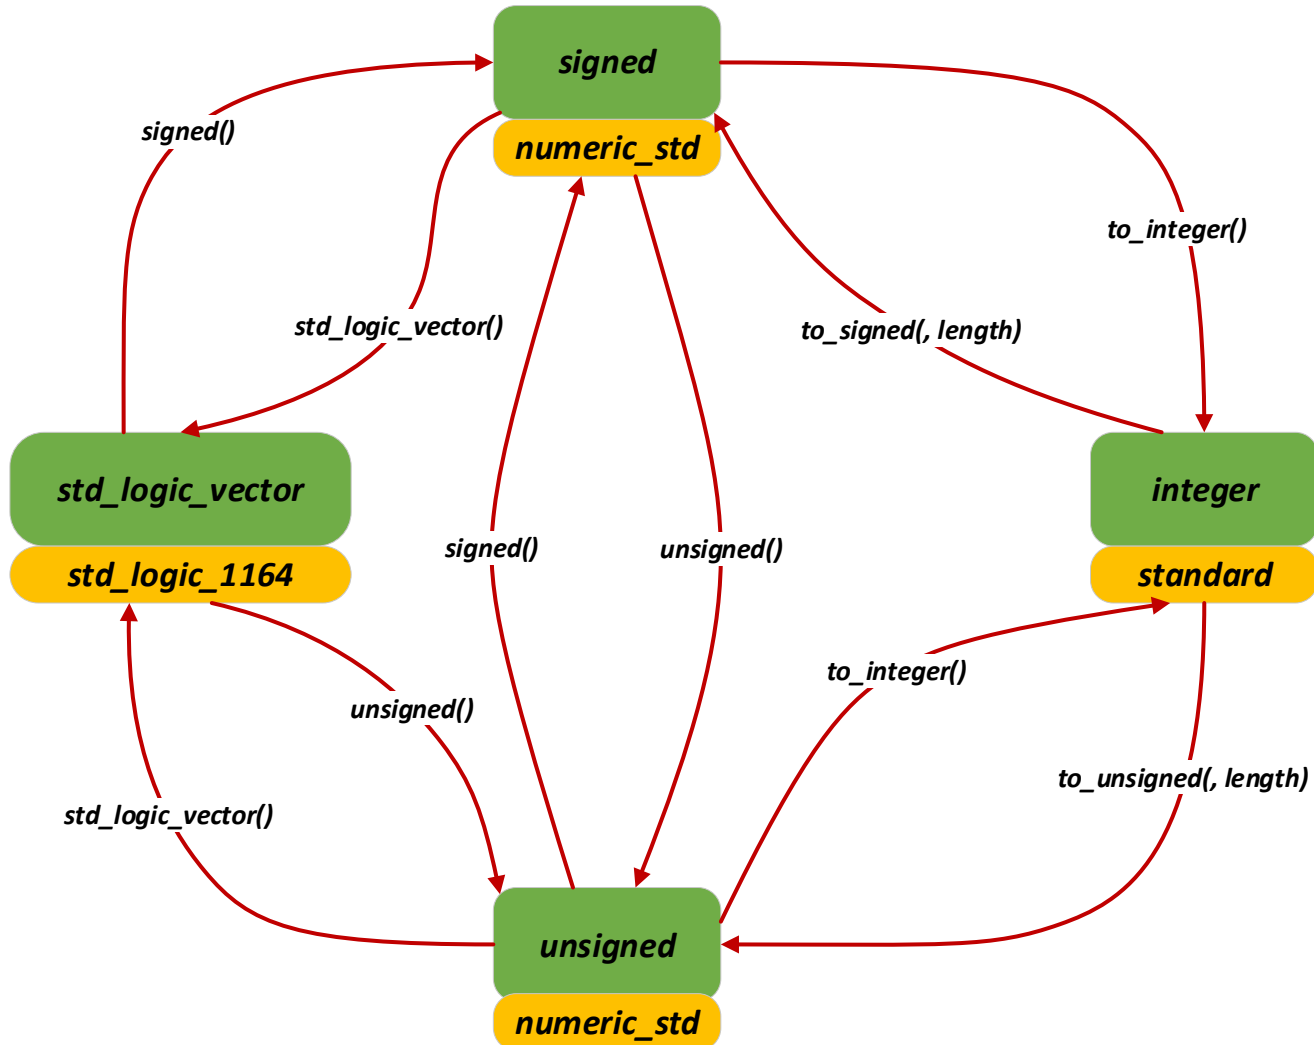 signed
numeric_std
signed()
to_integer()
std_logic_vector()
to_signed(, length)
std_logic_vector
std_logic_1164
integer
standard
signed()
unsigned()
to_integer()
unsigned()
to_unsigned(, length)
std_logic_vector()
unsigned
numeric_std